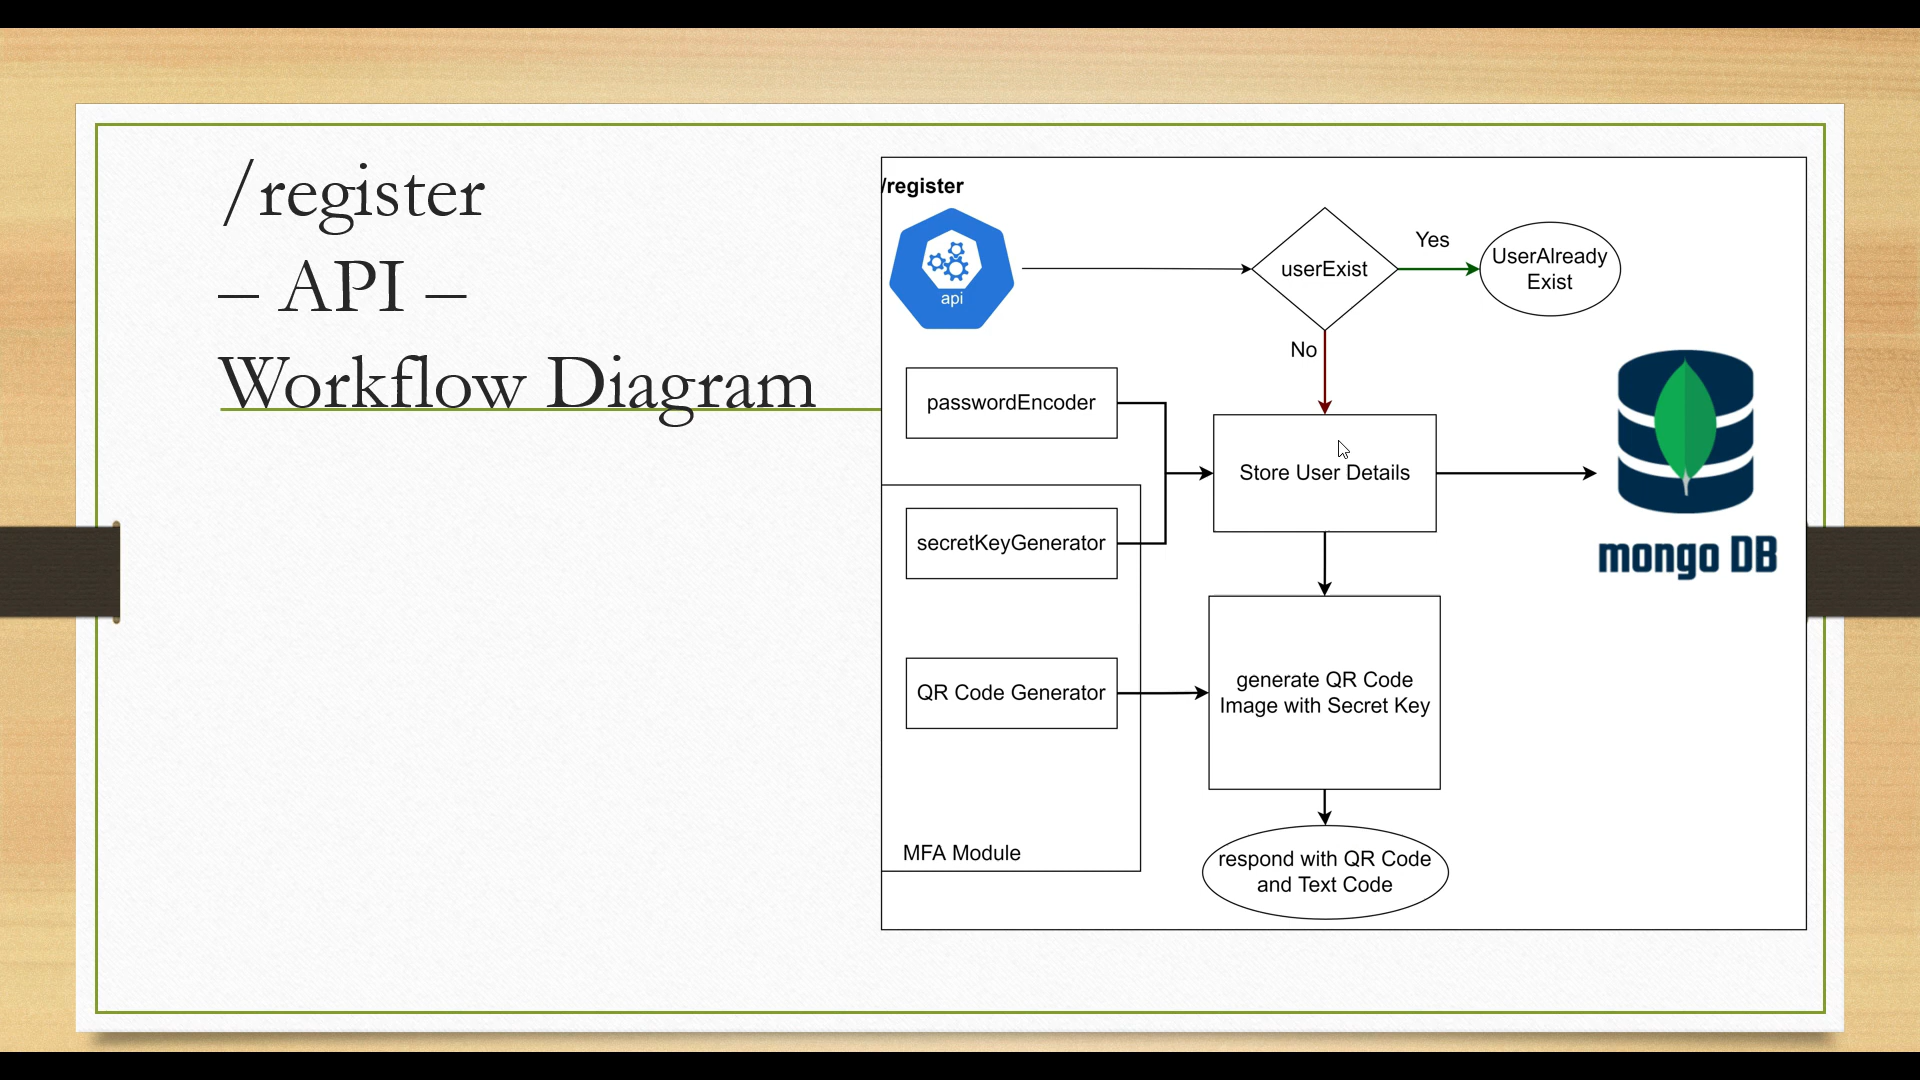 /register
– API –
Workflow Diagram
/register
api
userExist
Yes
UserAlready
Exist
No
passwordEncoder
Store User Details
mongo DB
secretKeyGenerator
QR Code Generator
generate QR Code
Image with Secret Key
MFA Module
respond with QR Code
and Text Code